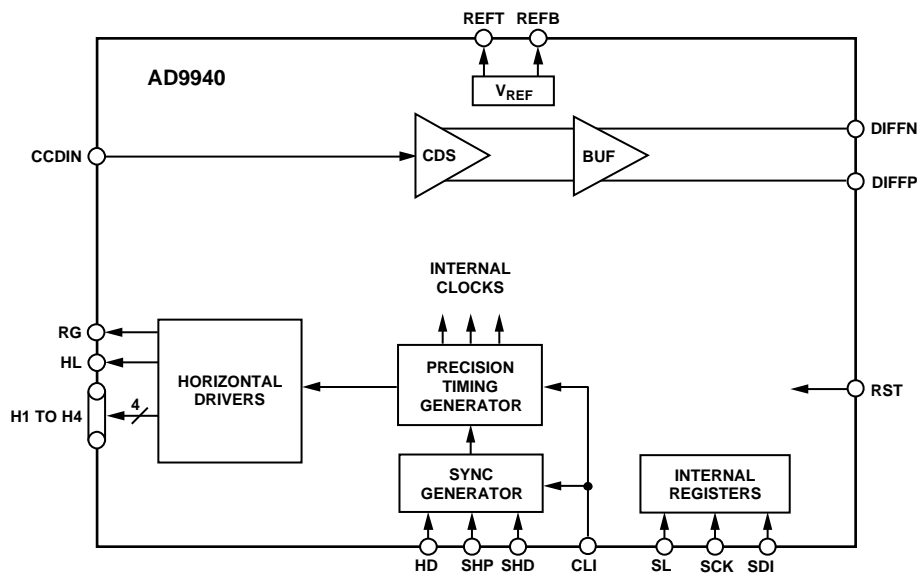 REFT REFB
AD9940
VREF
CCDIN
CDS
BUF
DIFFN
DIFFP
INTERNAL
CLOCKS
RG
HL
H1 TO H4
4
HORIZONTAL
DRIVERS
PRECISION
TIMING
GENERATOR
RST
SYNC
GENERATOR
INTERNAL
REGISTERS
HD SHP SHD CLI SL SCK SDI